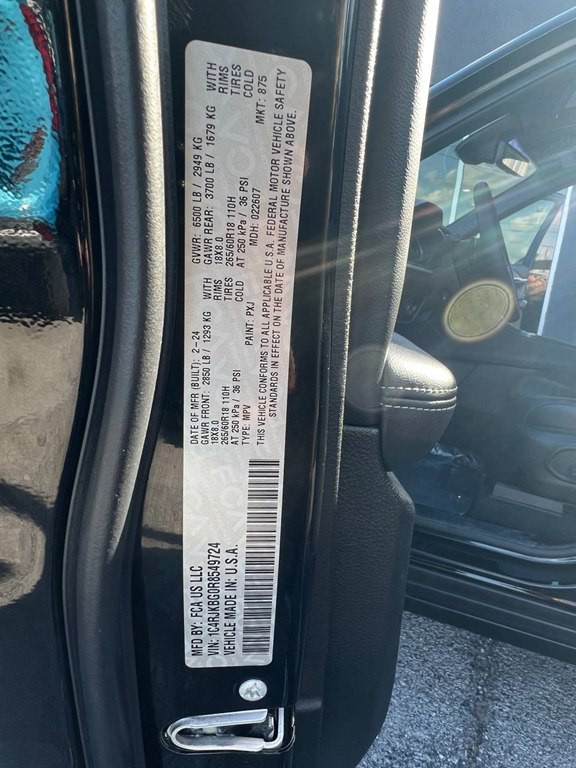 MFD BY: FCA US LLC
DATE OF MFR (BUILT): 2-24
GVWR: 6500 LB / 2949 KG
GAWR FRONT: 2850 LB / 1293 KG WITH
GAWR REAR: 3700 LB / 1679 KG WITH
18X8.0 RIMS
18X8.0 RIMS
265/60R18 110H TIRES
265/60R18 110H TIRES
AT 250 kPa / 36 PSI COLD
AT 250 kPa / 36 PSI COLD
VIN: 1C4RJKBG0R8549724
TYPE: MPV
PAINT: PXJ
MDH: 022607
MKT: 875
VEHICLE MADE IN: U.S.A.
THIS VEHICLE CONFORMS TO ALL APPLICABLE U.S.A. FEDERAL MOTOR VEHICLE SAFETY
STANDARDS IN EFFECT ON THE DATE OF MANUFACTURE SHOWN ABOVE.